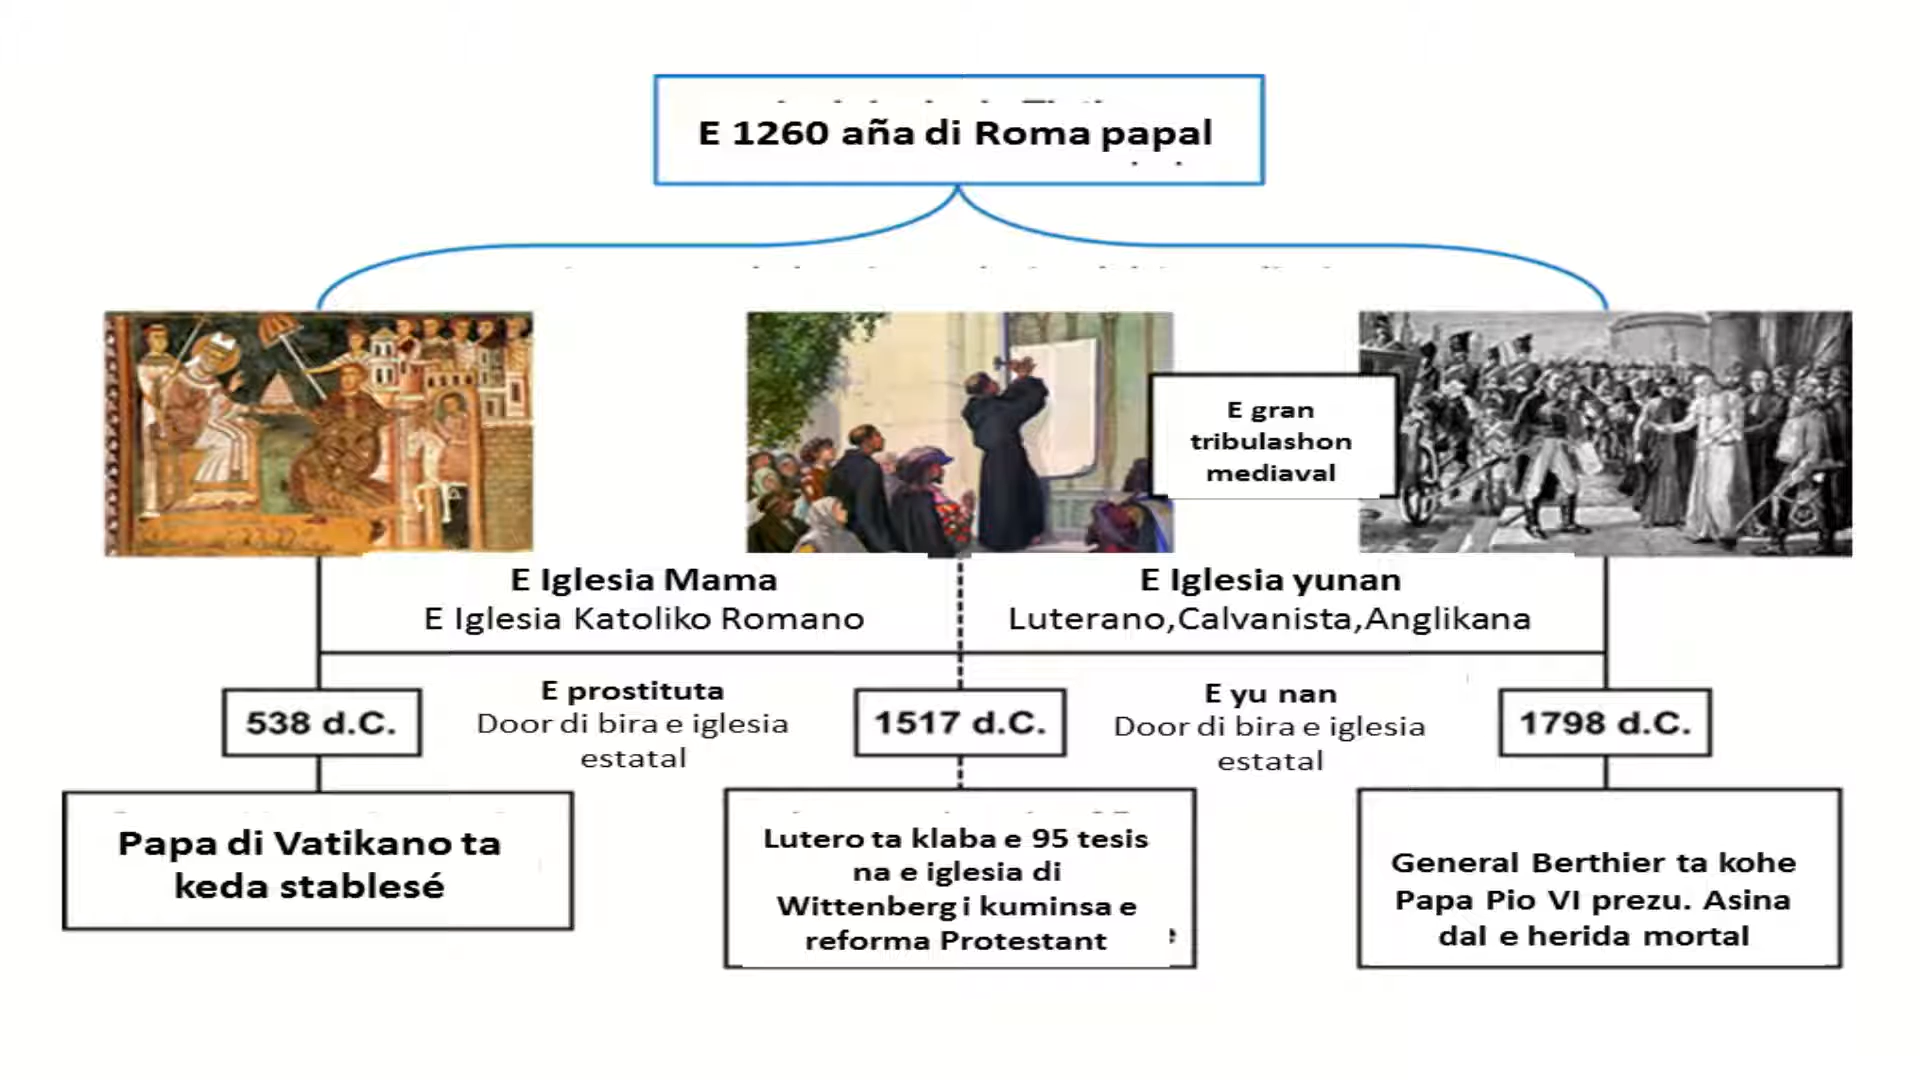 E 1260 aña di Roma papal
E gran
tribulashon
mediaval
E Iglesia Mama
E Iglesia Katoliko Romano
E Iglesia yunan
Luterano,Calvanista,Anglikana
538 d.C.
E prostituta
Door di bira e iglesia
estatal
1517 d.C.
E yu nan
Door di bira e iglesia
estatal
1798 d.C.
Papa di Vatikano ta
keda stablesé
Lutero ta klaba e 95 tesis
na e iglesia di
Wittenberg i kuminsa e
reforma Protestant
General Berthier ta kohe
Papa Pio VI prezu. Asina
dal e herida mortal